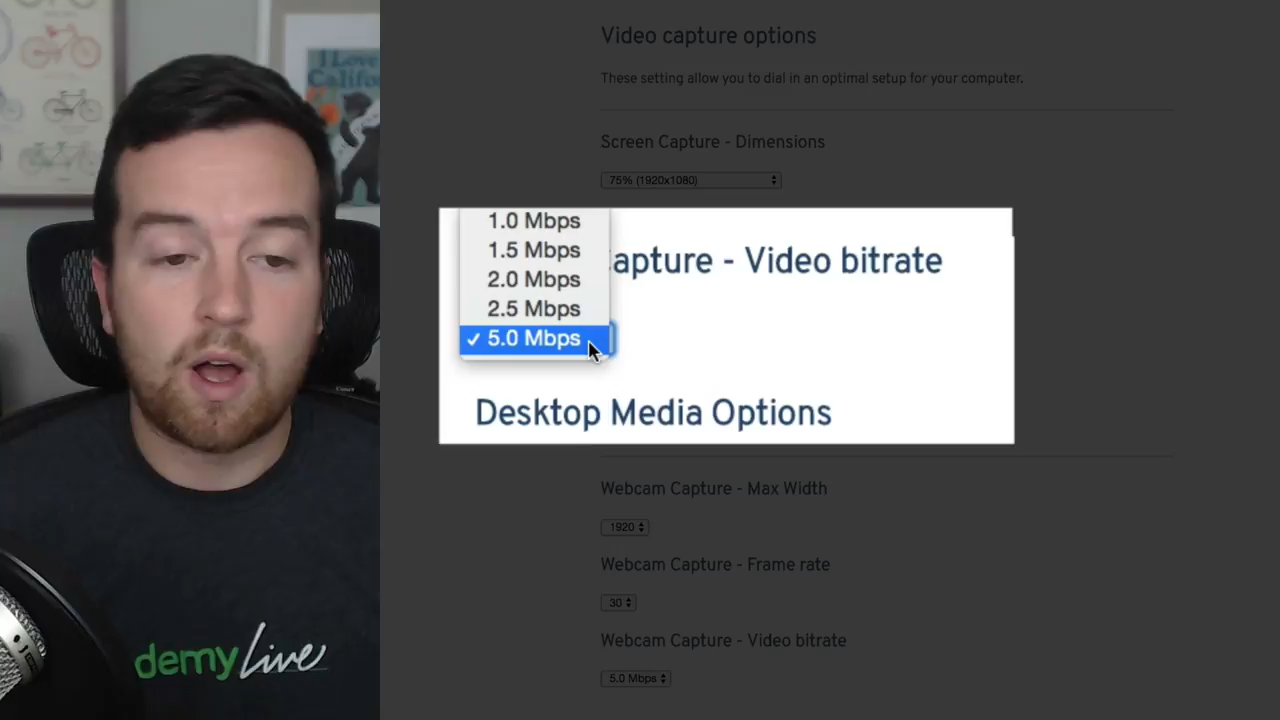 I Love
Califo
demy Live
Video capture options
These setting allow you to dial in an optimal setup for your computer.
Screen Capture - Dimensions
75% (1920x1080)
1.0 Mbps
1.5 Mbps
apture - Video bitrate
2.0 Mbps
2.5 Mbps
✓ 5.0 Mbps
Desktop Media Options
Webcam Capture - Max Width
1920
Webcam Capture - Frame rate
30
Webcam Capture - Video bitrate
5.0 Mbps